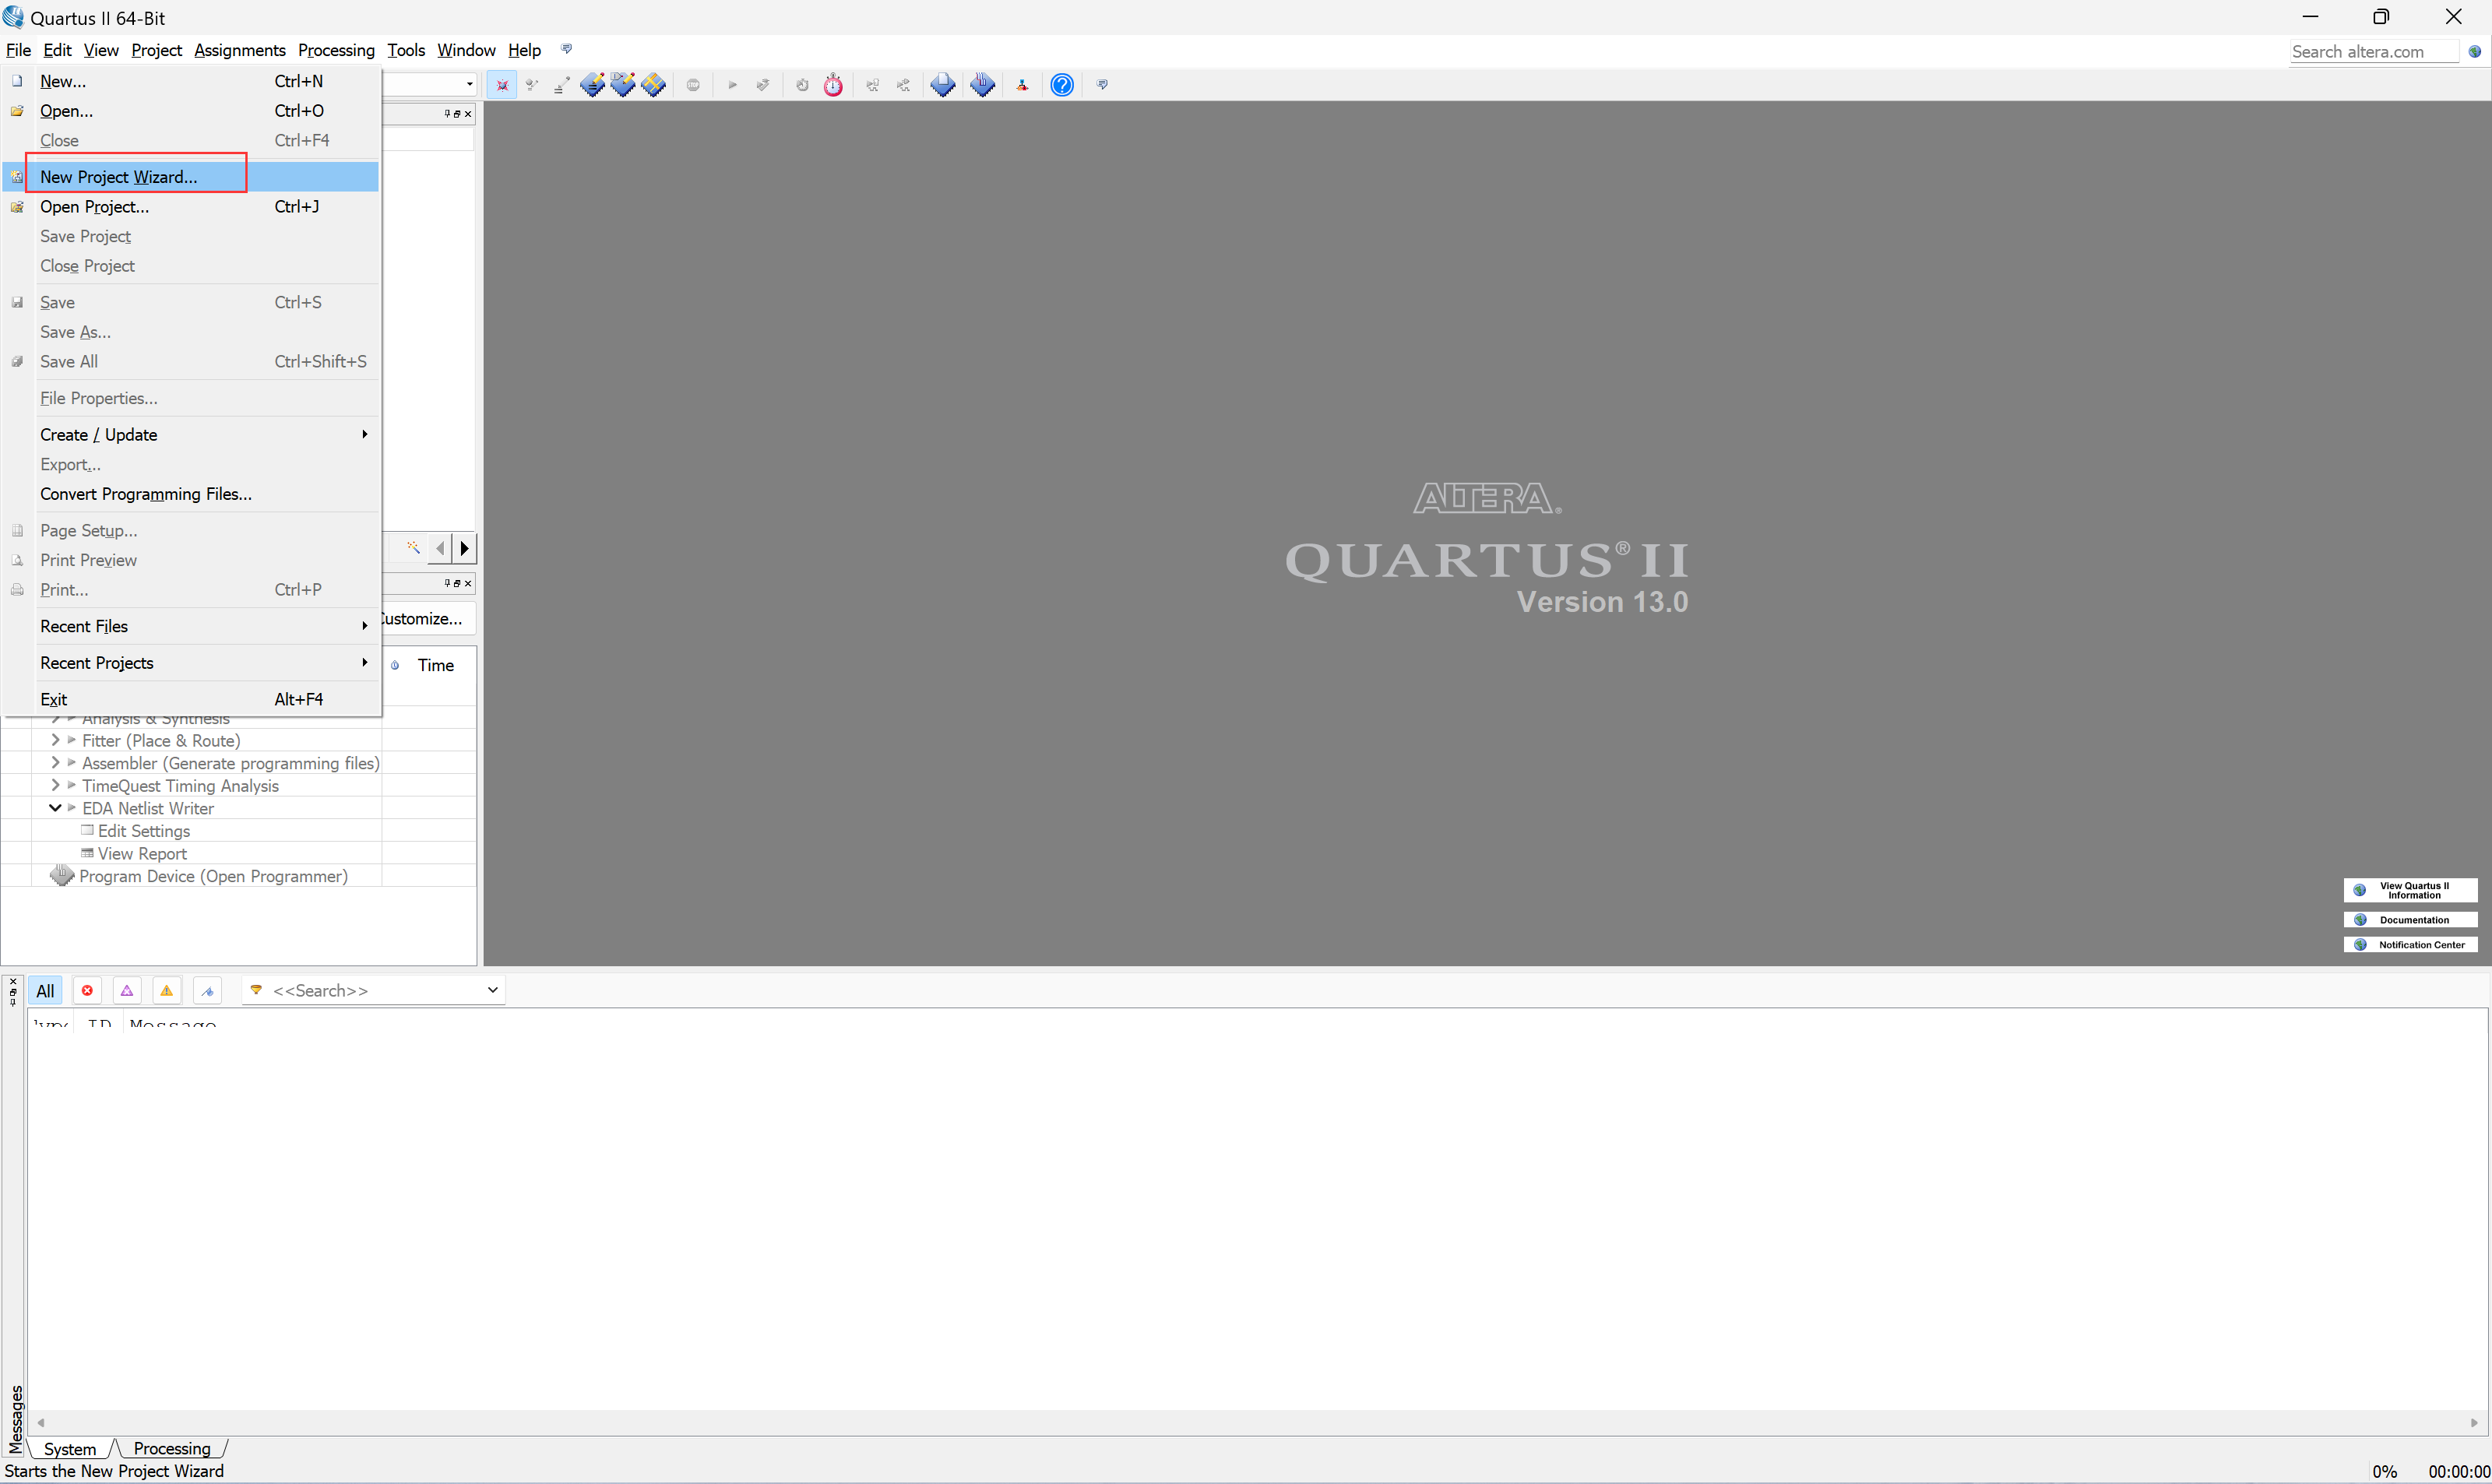 Quartus II 64-Bit
File Edit View Project Assignments Processing Tools Window Help
Search altera.com
New... Ctrl+N
Open... Ctrl+O
Close Ctrl+F4
New Project Wizard...
Open Project... Ctrl+J
Save Project
Close Project
Save Ctrl+S
Save As...
Save All Ctrl+Shift+S
File Properties...
Create / Update
Export...
Convert Programming Files...
Page Setup...
Print Preview
Print... Ctrl+P
Recent Files
Recent Projects
Exit Alt+F4
Customize...
Time
Analysis & Synthesis
Fitter (Place & Route)
Assembler (Generate programming files)
TimeQuest Timing Analysis
EDA Netlist Writer
Edit Settings
View Report
Program Device (Open Programmer)
ALTERA®
QUARTUS® II
Version 13.0
View Quartus II
Information
Documentation
Notification Center
All <<Search>>
Type ID Message
Messages
System Processing
Starts the New Project Wizard
0% 00:00:00